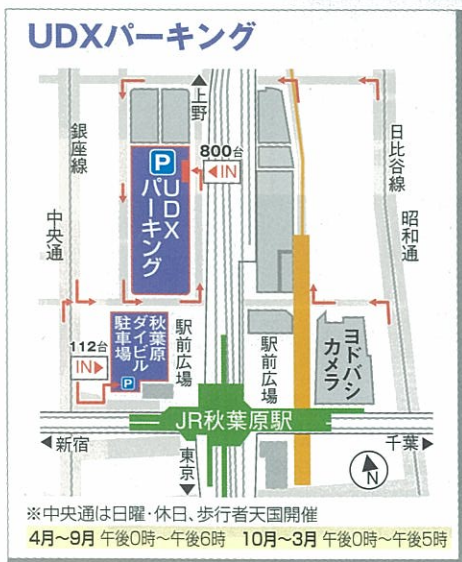 UDXパーキング
▲上野
銀座線
中央通
P
UDX
パーキング
800台
◀IN
日比谷線
昭和通
112台
IN▶
秋葉原
ダイビル
駐車場
P
駅前広場
駅前広場
ヨドバシ
カメラ
JR秋葉原駅
◀新宿
東京▼
千葉▶
N
※中央通は日曜・休日、歩行者天国開催
4月〜9月 午後0時〜午後6時 10月〜3月 午後0時〜午後5時